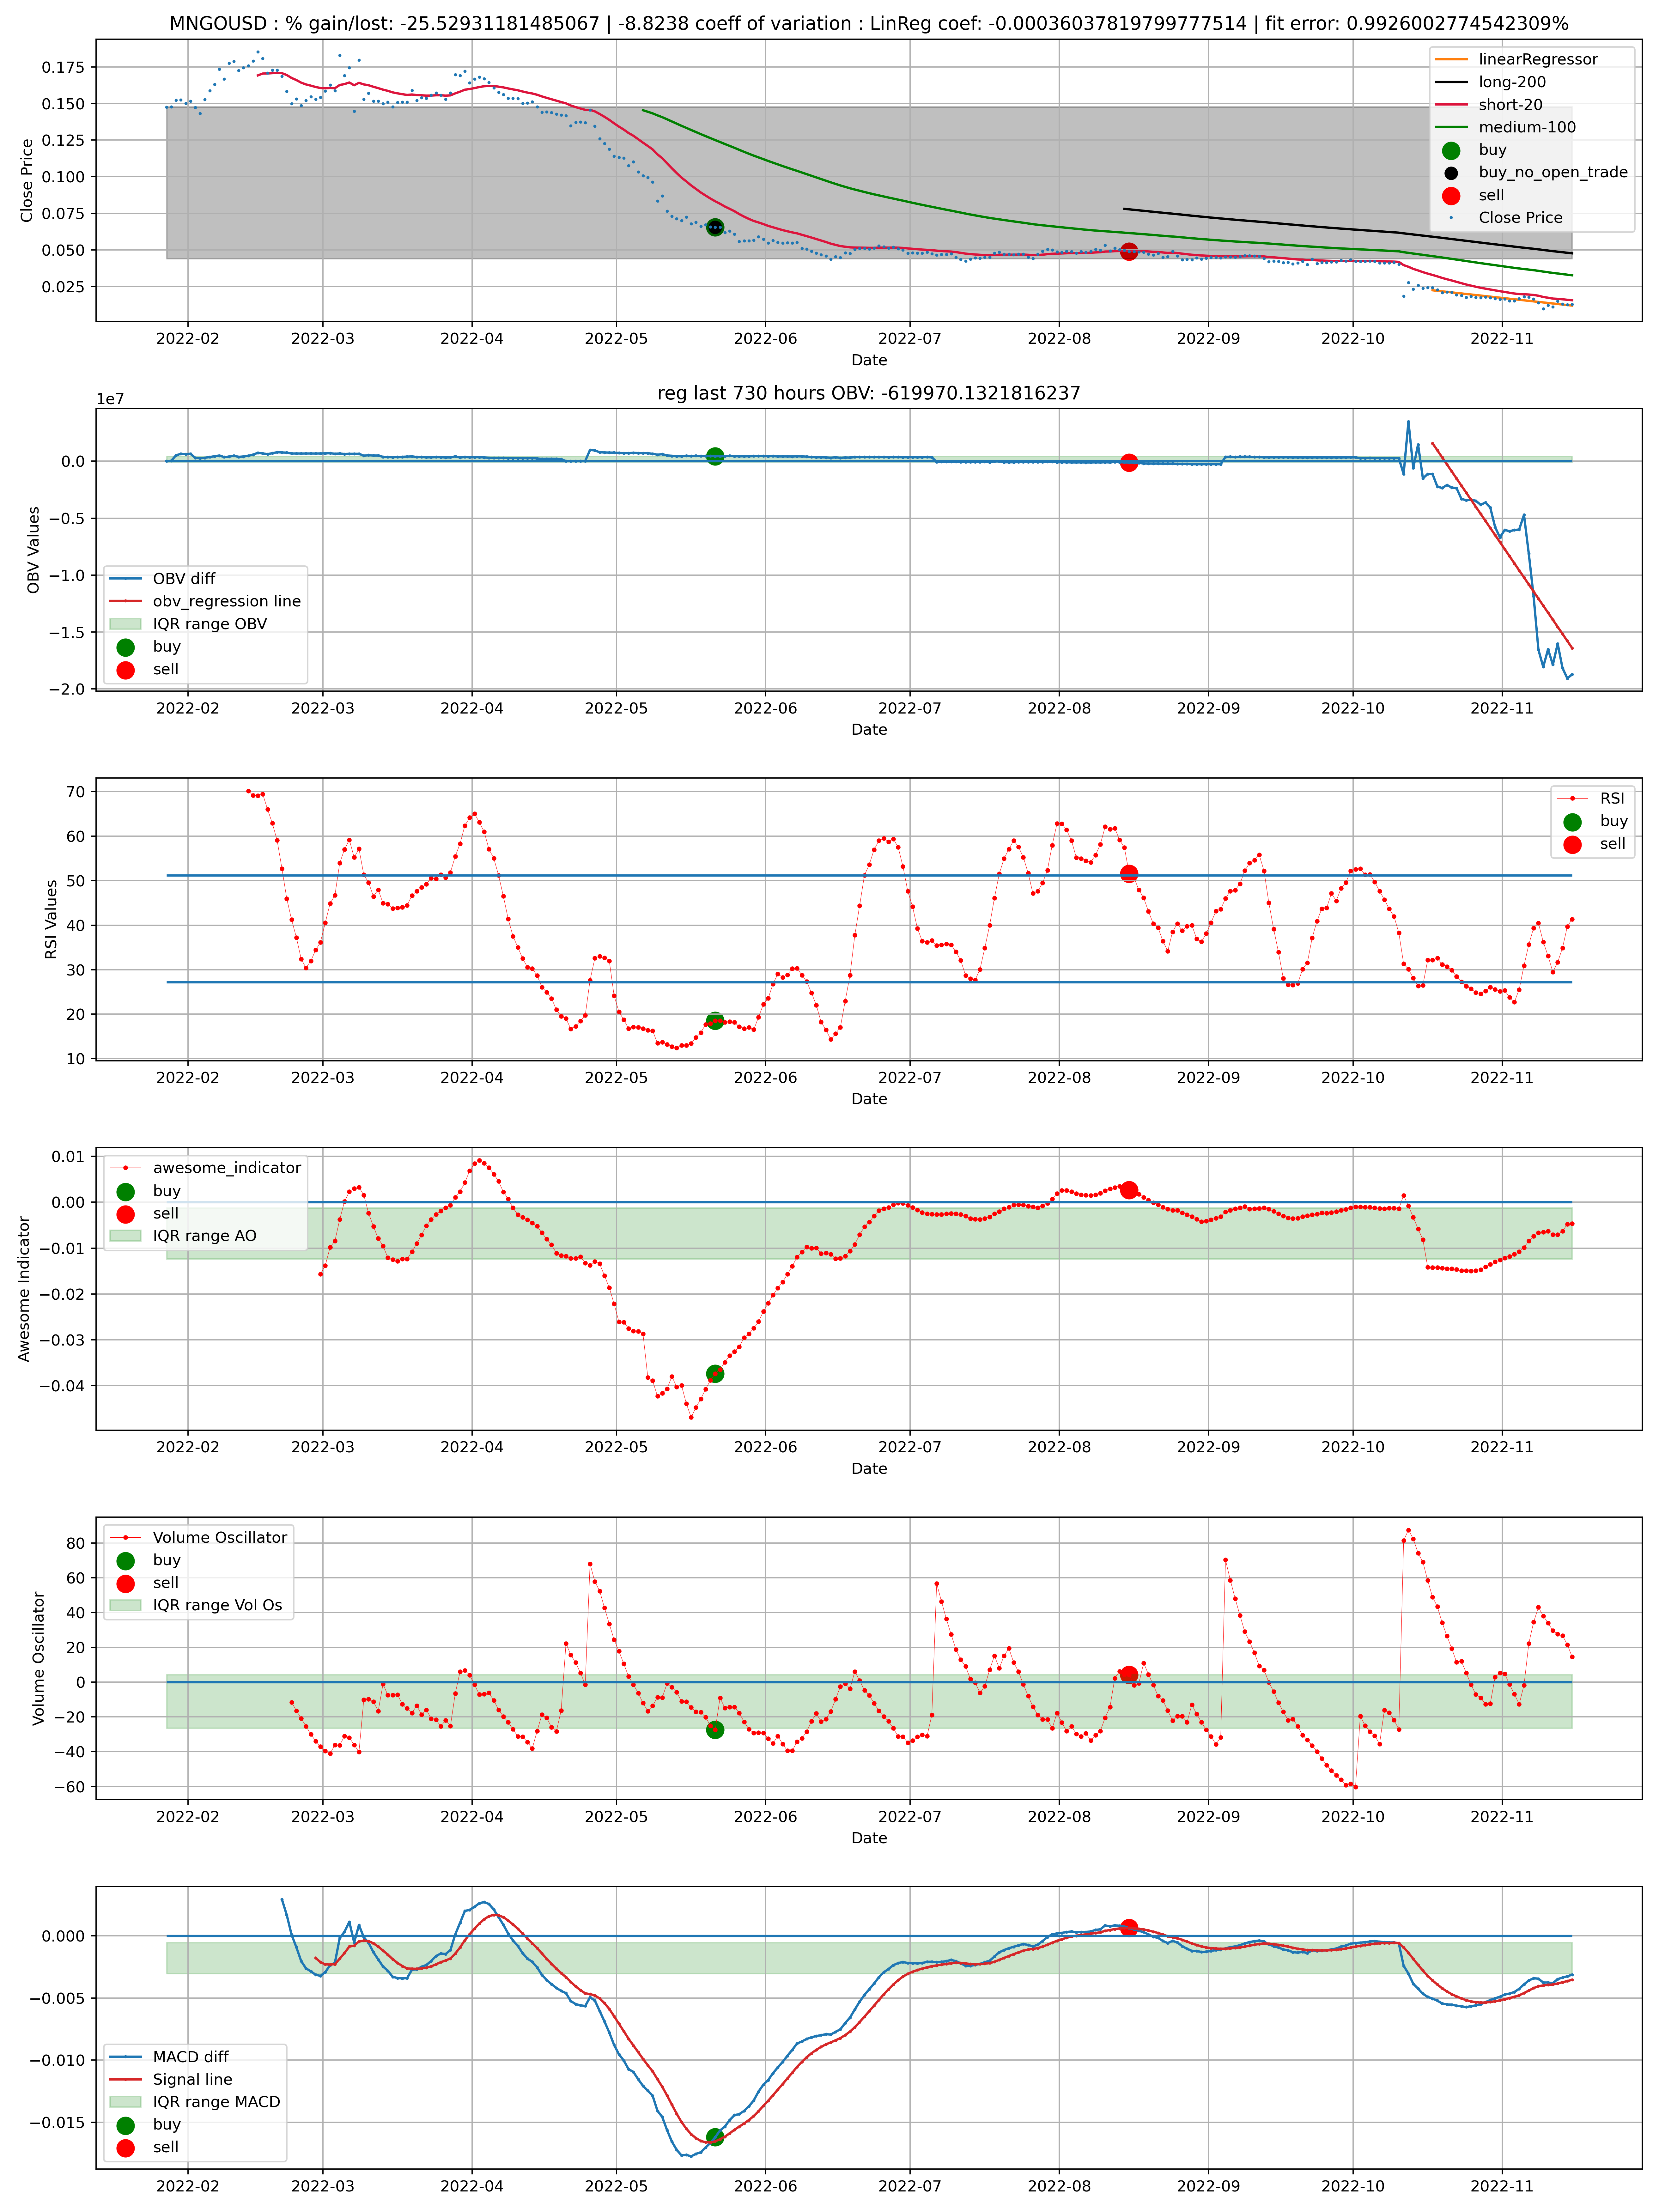 MNGOUSD : % gain/lost: -25.52931181485067 | -8.8238 coeff of variation : LinReg coef: -0.00036037819799777514 | fit error: 0.9926002774542309%
0.175
0.150
0.125
0.100
0.075
0.050
0.025
Close Price
linearRegressor
long-200
short-20
medium-100
buy
buy_no_open_trade
sell
Close Price
2022-02 2022-03 2022-04 2022-05 2022-06 2022-07 2022-08 2022-09 2022-10 2022-11
Date
reg last 730 hours OBV: -619970.1321816237
1e7
0.0
−0.5
−1.0
−1.5
−2.0
OBV Values
OBV diff
obv_regression line
IQR range OBV
buy
sell
2022-02 2022-03 2022-04 2022-05 2022-06 2022-07 2022-08 2022-09 2022-10 2022-11
Date
70
60
50
40
30
20
10
RSI Values
RSI
buy
sell
2022-02 2022-03 2022-04 2022-05 2022-06 2022-07 2022-08 2022-09 2022-10 2022-11
Date
0.01
0.00
−0.01
−0.02
−0.03
−0.04
Awesome Indicator
awesome_indicator
buy
sell
IQR range AO
2022-02 2022-03 2022-04 2022-05 2022-06 2022-07 2022-08 2022-09 2022-10 2022-11
Date
80
60
40
20
0
−20
−40
−60
Volume Oscillator
Volume Oscillator
buy
sell
IQR range Vol Os
2022-02 2022-03 2022-04 2022-05 2022-06 2022-07 2022-08 2022-09 2022-10 2022-11
Date
0.000
−0.005
−0.010
−0.015
MACD diff
Signal line
IQR range MACD
buy
sell
2022-02 2022-03 2022-04 2022-05 2022-06 2022-07 2022-08 2022-09 2022-10 2022-11